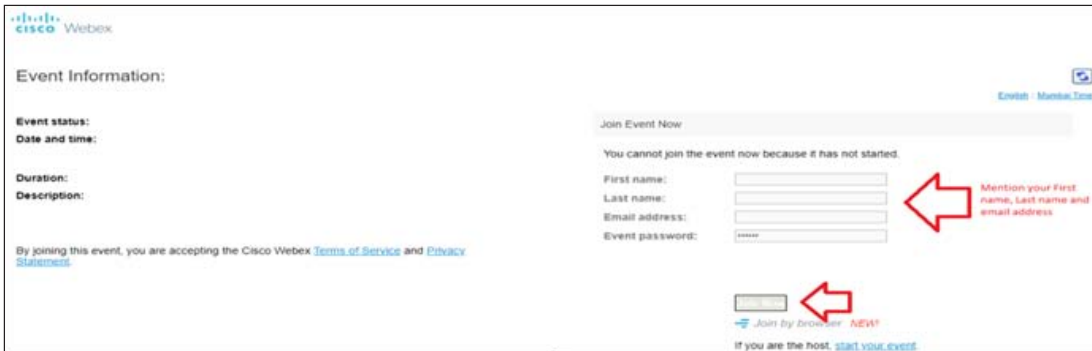 cisco Webex
Event Information:
English : Mumbai Time
Event status:
Date and time:
Duration:
Description:
By joining this event, you are accepting the Cisco Webex Terms of Service and Privacy
Statement.
Join Event Now
You cannot join the event now because it has not started.
First name:
Last name:
Email address:
Event password:
Mention your First
name, Last name and
email address
Join by browser NEW!
If you are the host, start your event.